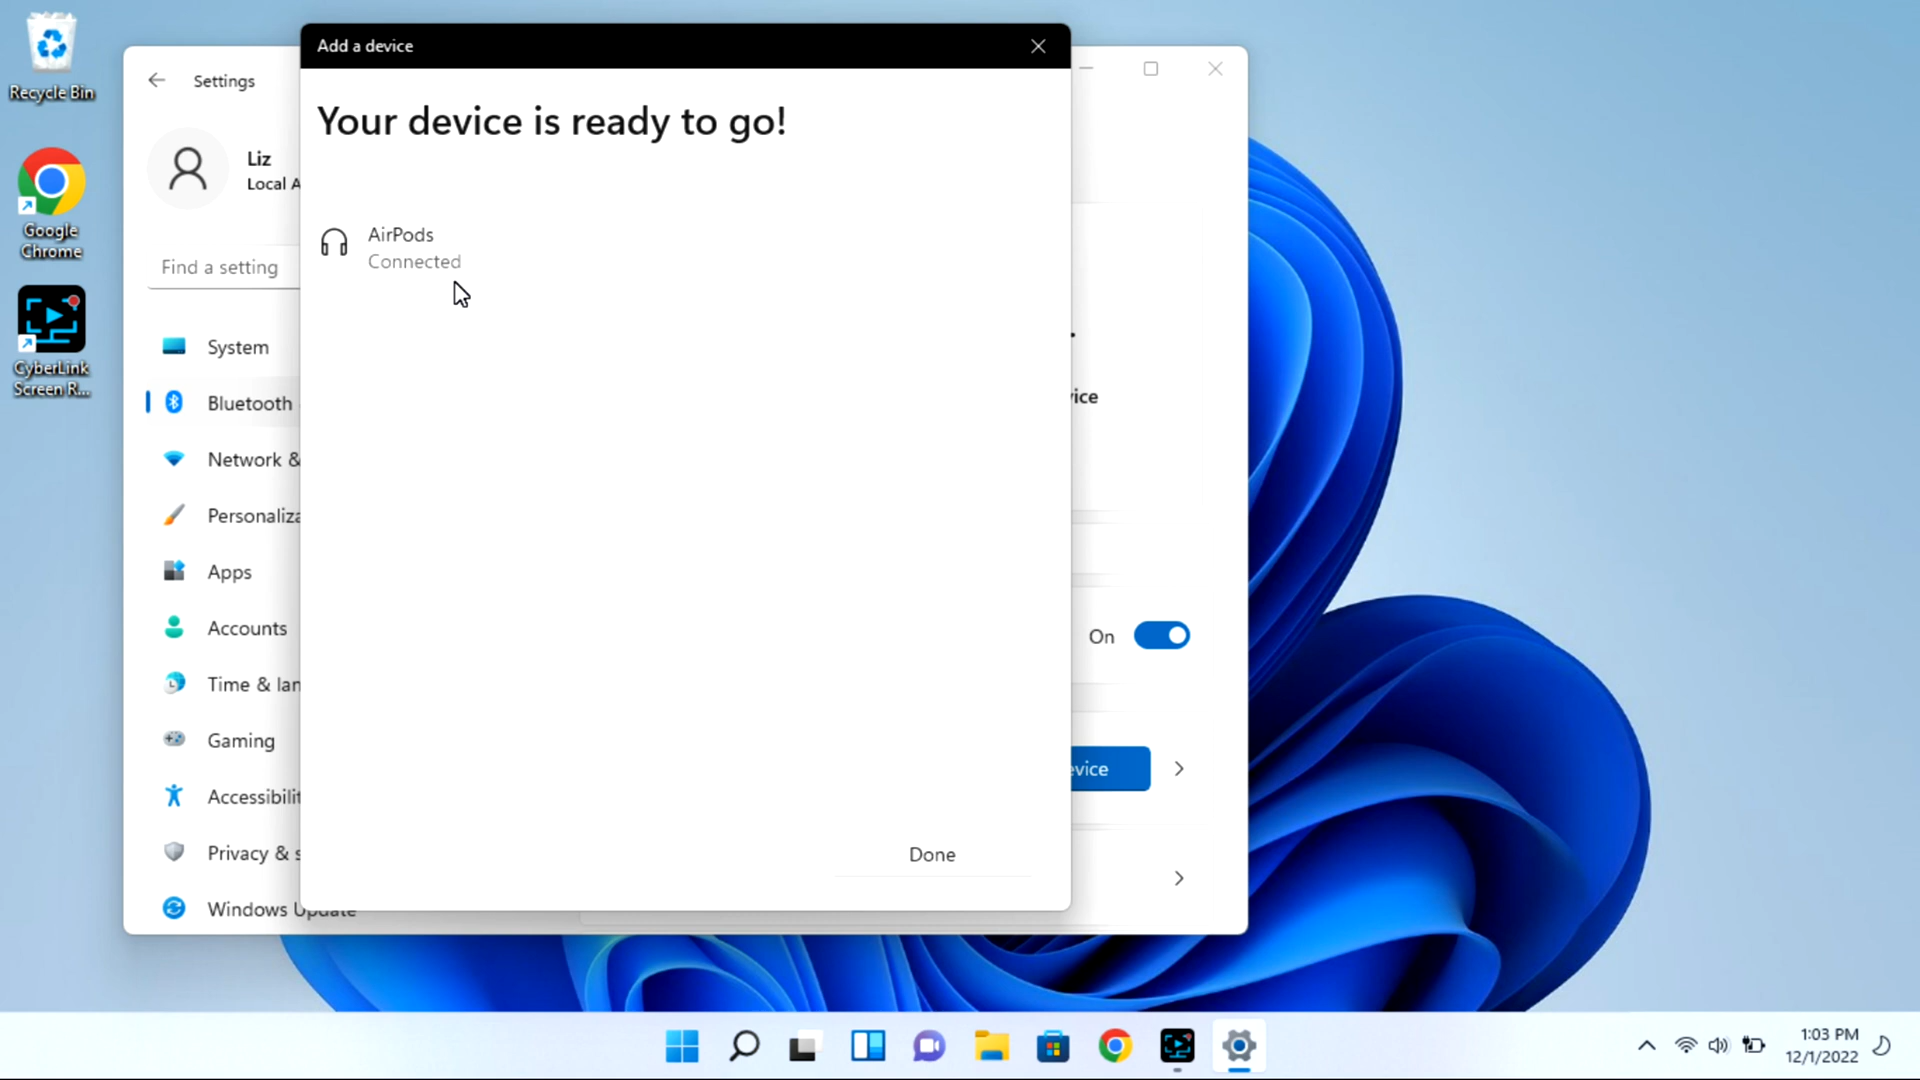 Recycle Bin
Google
Chrome
CyberLink
Screen R...
Settings
Liz
Local A
Find a setting
System
Bluetooth
Network &
Personaliza
Apps
Accounts
Time & lan
Gaming
Accessibilit
Privacy & s
Windows Update
Add a device
Your device is ready to go!
AirPods
Connected
Done
vice
On
evice
1:03 PM
12/1/2022